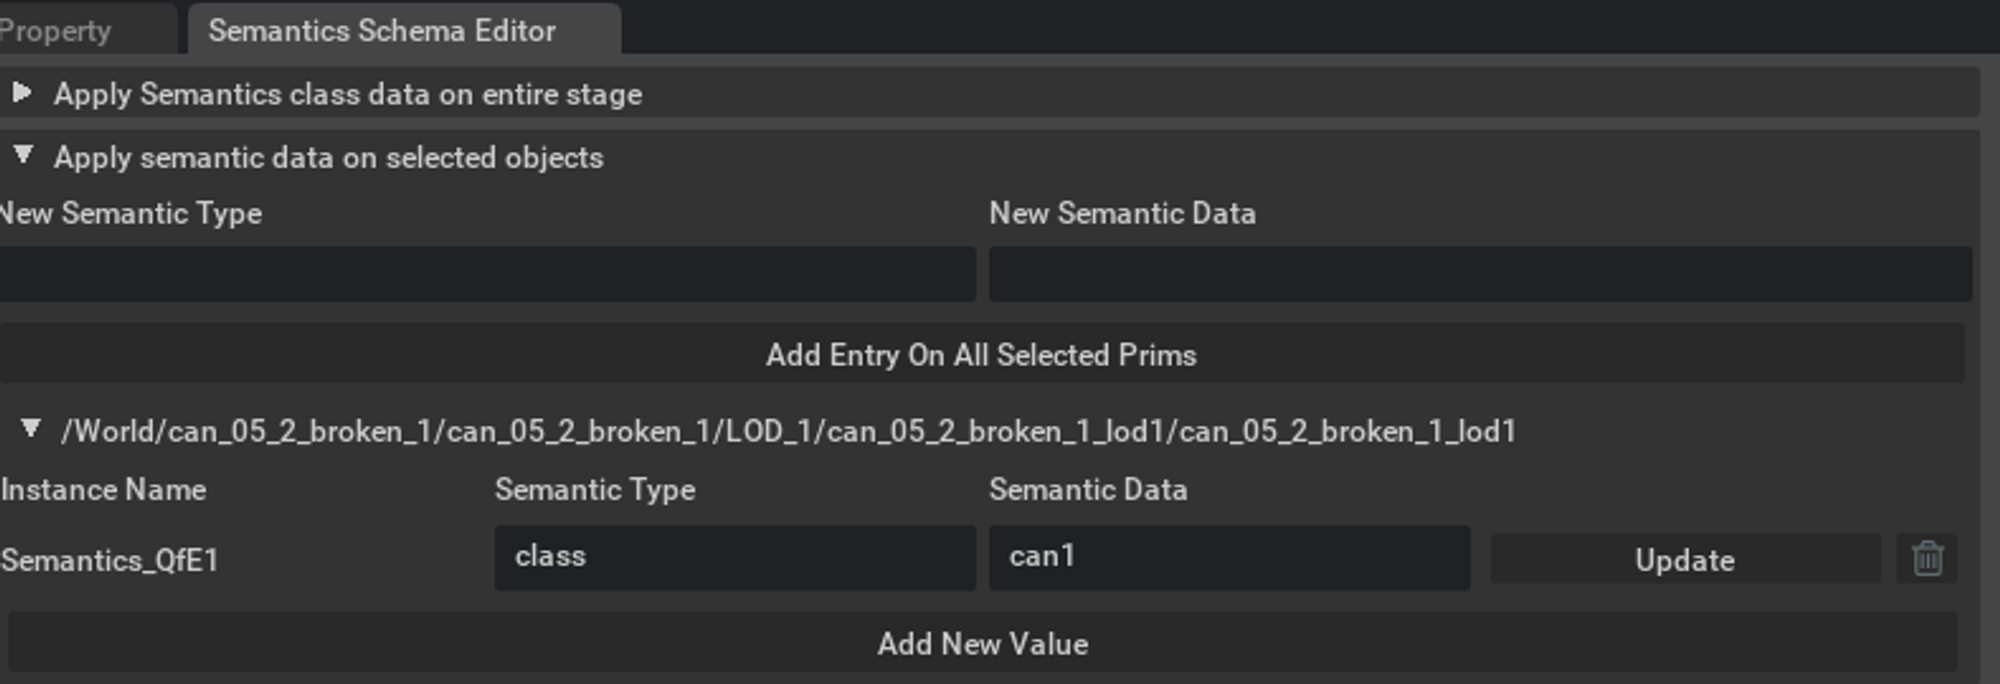 Property Semantics Schema Editor
Apply Semantics class data on entire stage
Apply semantic data on selected objects
New Semantic Type New Semantic Data
Add Entry On All Selected Prims
/World/can_05_2_broken_1/can_05_2_broken_1/LOD_1/can_05_2_broken_1_lod1/can_05_2_broken_1_lod1
Instance Name Semantic Type Semantic Data
Semantics_QfE1 class can1 Update
Add New Value